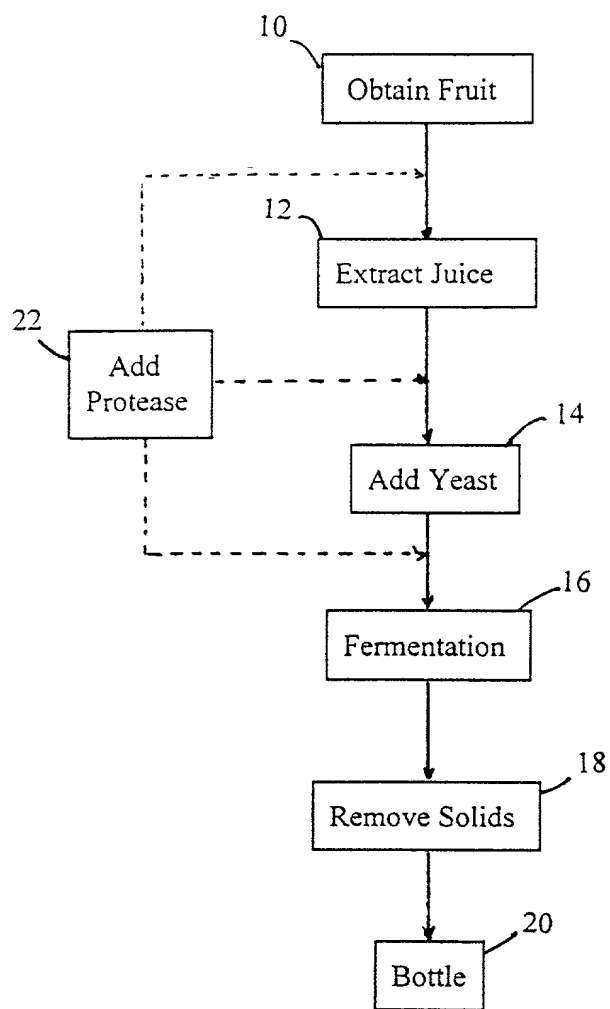 10
Obtain Fruit
12
Extract Juice
22
Add
Protease
14
Add Yeast
16
Fermentation
18
Remove Solids
20
Bottle